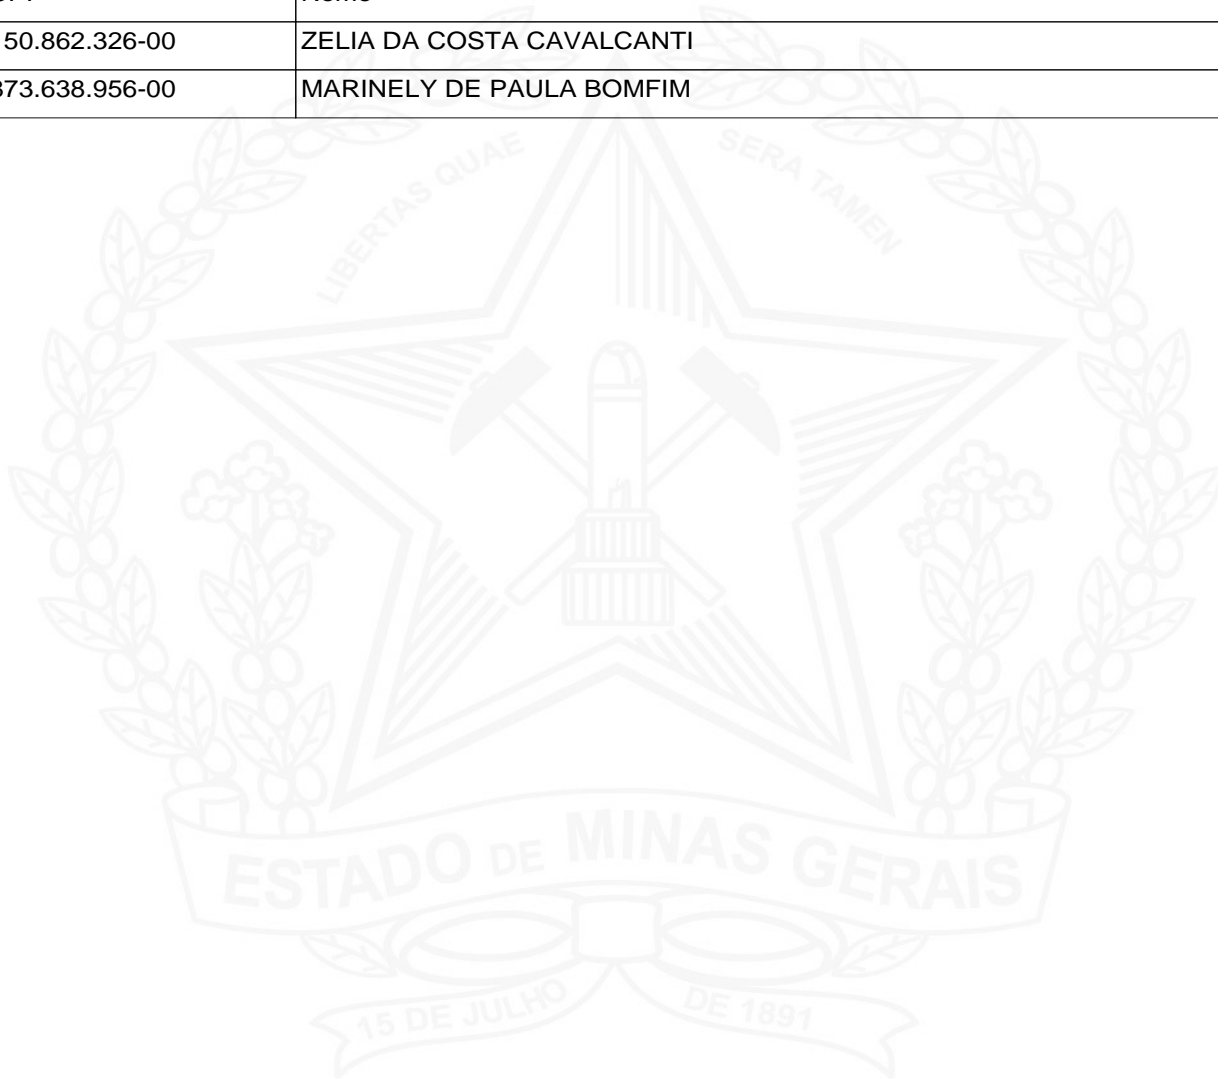 Nome
50.862.326-00 ZELIA DA COSTA CAVALCANTI
873.638.956-00 MARINELY DE PAULA BOMFIM
LIBERTAS QUAE SERA TAMEN
ESTADO DE MINAS GERAIS
15 DE JULHO DE 1891